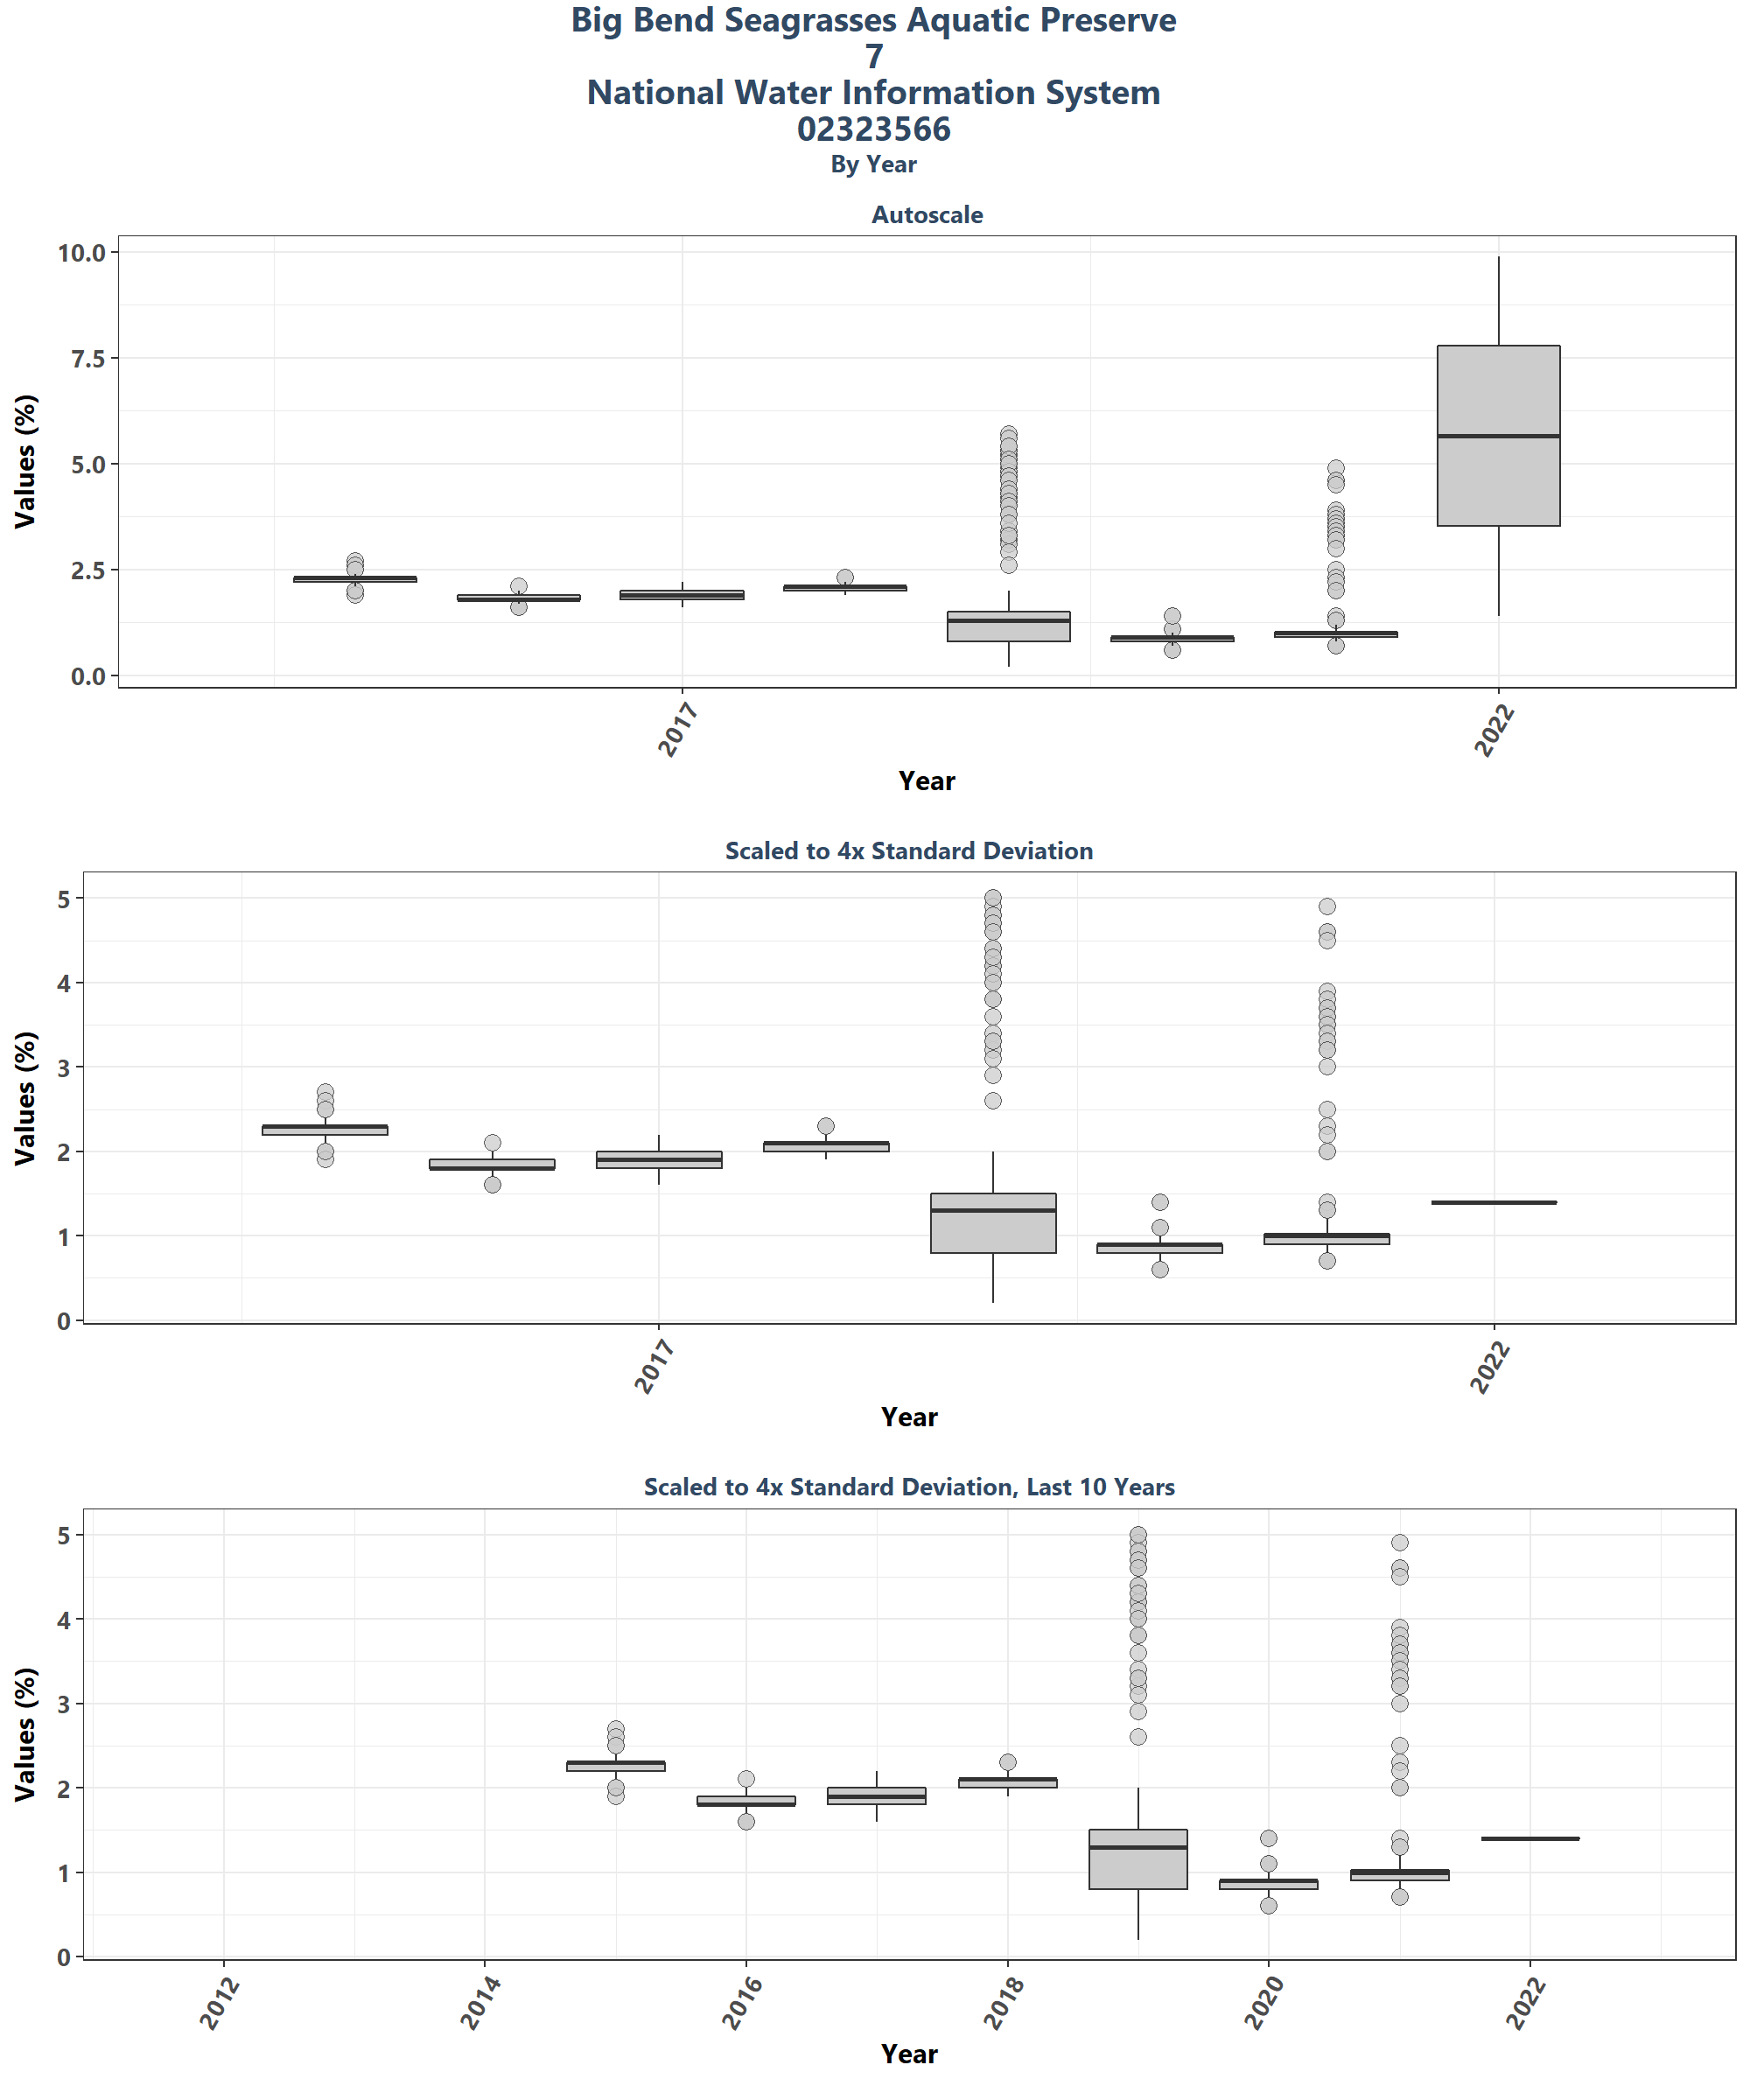 Big Bend Seagrasses Aquatic Preserve
7
National Water Information System
02323566
By Year
Autoscale
Values (%)
10.0
7.5
5.0
2.5
0.0
2017
2022
Year
Scaled to 4x Standard Deviation
Values (%)
5
4
3
2
1
0
2017
2022
Year
Scaled to 4x Standard Deviation, Last 10 Years
Values (%)
5
4
3
2
1
0
2012
2014
2016
2018
2020
2022
Year